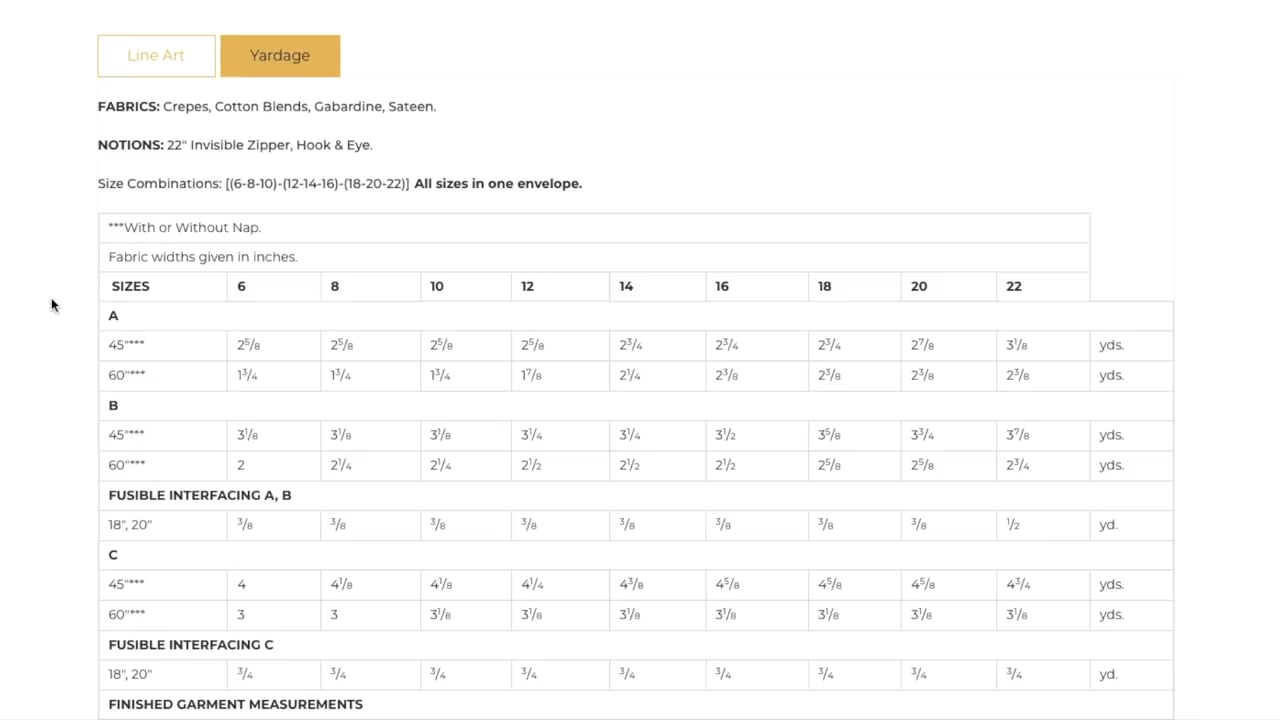 Line Art Yardage
FABRICS: Crepes, Cotton Blends, Gabardine, Sateen.
NOTIONS: 22" Invisible Zipper, Hook & Eye.
Size Combinations: [(6-8-10)-(12-14-16)-(18-20-22)] All sizes in one envelope.
***With or Without Nap.
Fabric widths given in inches.
SIZES 6 8 10 12 14 16 18 20 22
A
45"*** 2⁵/₈ 2⁵/₈ 2⁵/₈ 2⁵/₈ 2³/₄ 2³/₄ 2³/₄ 2⁷/₈ 3¹/₈ yds.
60"*** 1³/₄ 1³/₄ 1³/₄ 1⁷/₈ 2¹/₄ 2³/₈ 2³/₈ 2³/₈ 2³/₈ yds.
B
45"*** 3¹/₈ 3¹/₈ 3¹/₈ 3¹/₄ 3¹/₄ 3¹/₂ 3⁵/₈ 3³/₄ 3⁷/₈ yds.
60"*** 2 2¹/₄ 2¹/₄ 2¹/₂ 2¹/₂ 2¹/₂ 2⁵/₈ 2⁵/₈ 2³/₄ yds.
FUSIBLE INTERFACING A, B
18", 20" ³/₈ ³/₈ ³/₈ ³/₈ ³/₈ ³/₈ ³/₈ ³/₈ ¹/₂ yd.
C
45"*** 4 4¹/₈ 4¹/₈ 4¹/₄ 4³/₈ 4⁵/₈ 4⁵/₈ 4⁵/₈ 4³/₄ yds.
60"*** 3 3 3¹/₈ 3¹/₈ 3¹/₈ 3¹/₈ 3¹/₈ 3¹/₈ 3¹/₈ yds.
FUSIBLE INTERFACING C
18", 20" ³/₄ ³/₄ ³/₄ ³/₄ ³/₄ ³/₄ ³/₄ ³/₄ ³/₄ yd.
FINISHED GARMENT MEASUREMENTS